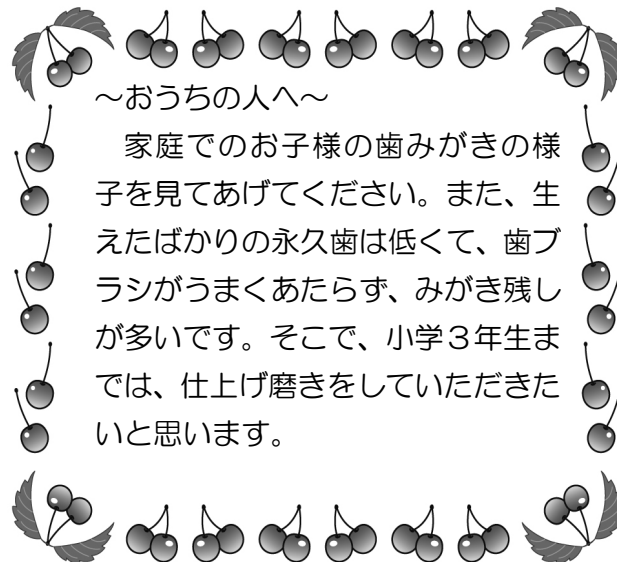 ～おうちの人へ～
　家庭でのお子様の歯みがきの様
子を見てあげてください。また、生
えたばかりの永久歯は低くて、歯ブ
ラシがうまくあたらず、みがき残し
が多いです。そこで、小学３年生ま
では、仕上げ磨きをしていただきた
いと思います。